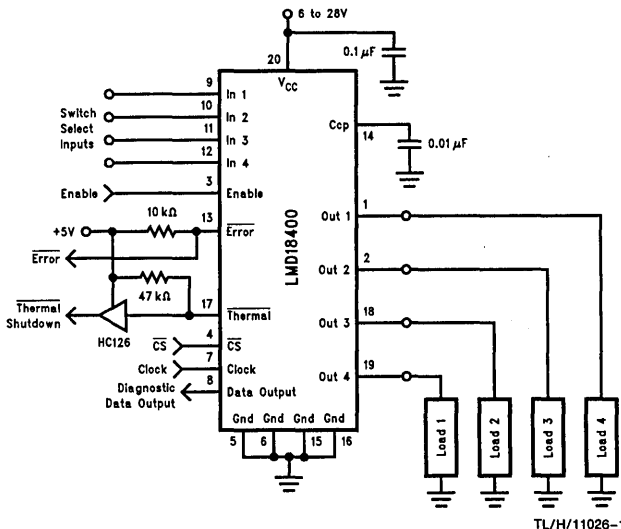 6 to 28V
20
VCC
0.1 μF
9
In 1
10
In 2
11
In 3
12
In 4
Switch
Select
Inputs
3
Enable
Enable
Ccp
14
0.01 μF
+5V
10 kΩ
13
Error
Error
47 kΩ
17
Thermal
Thermal
Shutdown
HC126
4
CS
CS
7
Clock
Clock
8
Data Output
Diagnostic
Data Output
LMD18400
1
Out 1
2
Out 2
18
Out 3
19
Out 4
Gnd Gnd Gnd Gnd
5 6 15 16
Load 1
Load 2
Load 3
Load 4
TL/H/11026-1